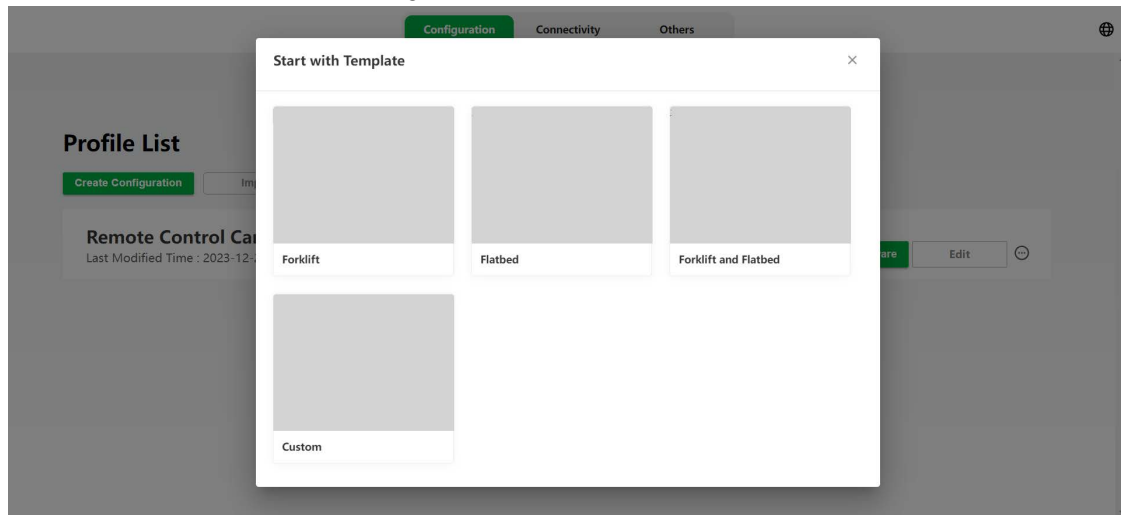 Configuration Connectivity Others
Start with Template
Profile List
Create Configuration
Remote Control Car
Last Modified Time : 2023-12-
Edit
Forklift Flatbed Forklift and Flatbed
Custom